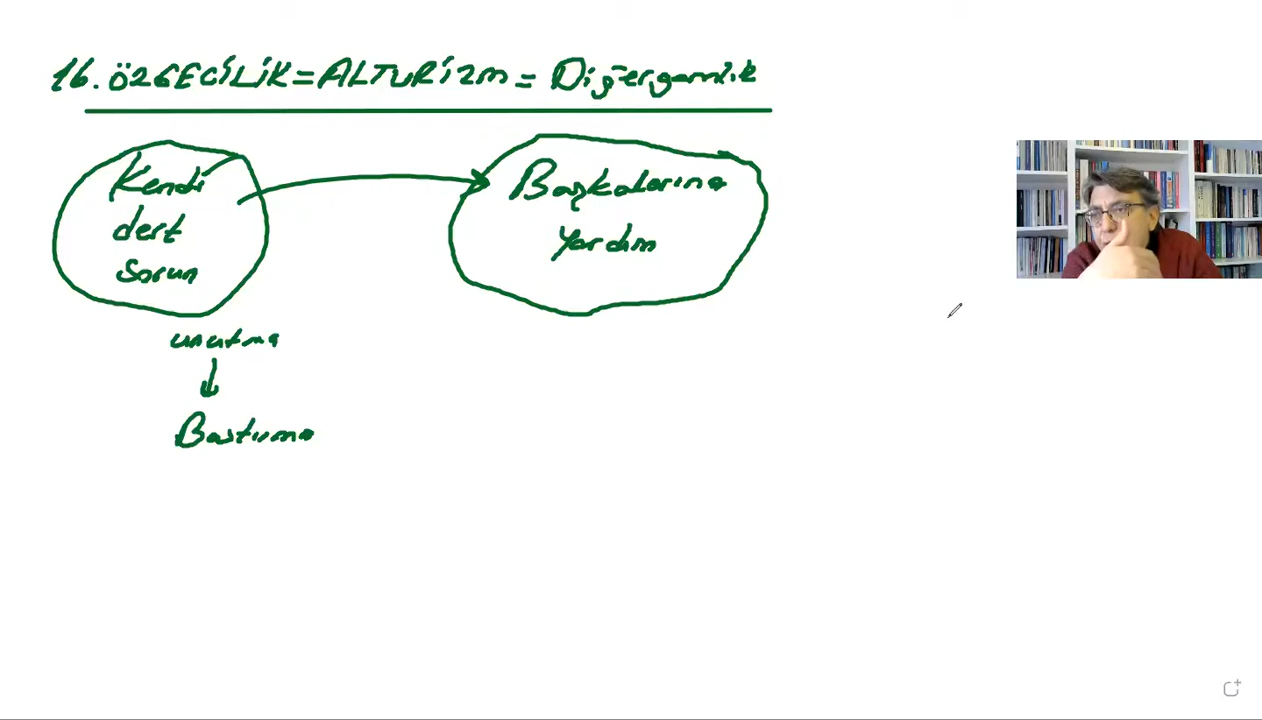 16. ÖZGECİLİK = ALTURİZM = Diğergamlık
Kendi
dert
Sorun
Başkalarına
Yardım
unutma
Bastırma